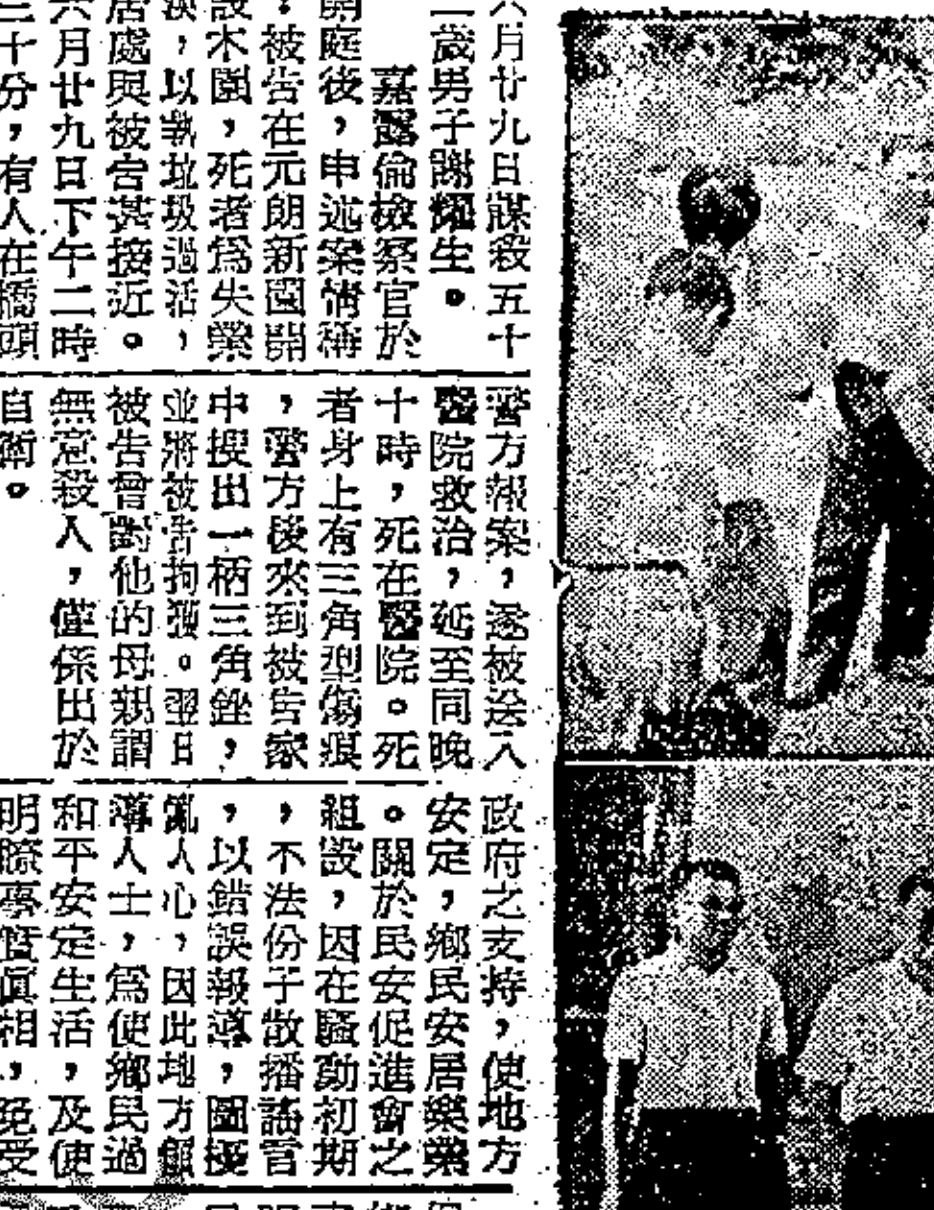 六月廿九日謀殺五十
二歲男子謝耀生。
嘉醫倫檢察官於
開庭後，申述案情稱
：被告在元朗新圍開
設木園，死者為失業
漢，以執垃圾過活，
居處與被告甚接近。
六月廿九日下午二時
三十分，有人在橋頭
警方報案，遂被送入
醫院救治，延至同晚
十時，死在醫院。死
者身上有三角型傷痕
，警方後來到被告家
中搜出一柄三角銼，
並將被告拘獲。翌日
被告曾對他的母親謂
無意殺人，僅係出於
自衛。
政府之支持，使地方
安定，鄉民安居樂業
。關於民安促進會之
組設，因在騷動初期
，不法份子散播謠言
，以錯誤報導，圖擾
亂人心，因此地方領
導人士，為使鄉民過
和平安定生活，及使
明瞭事實真相，免受